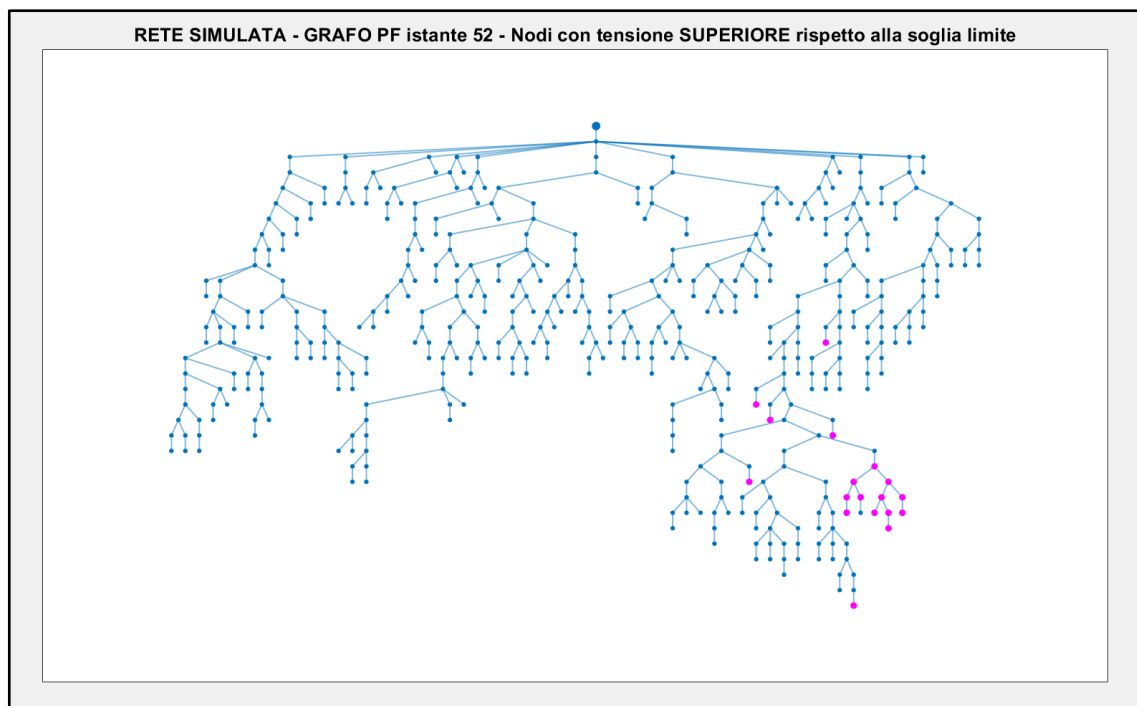 RETE SIMULATA - GRAFO PF istante 52 - Nodi con tensione SUPERIORE rispetto alla soglia limite